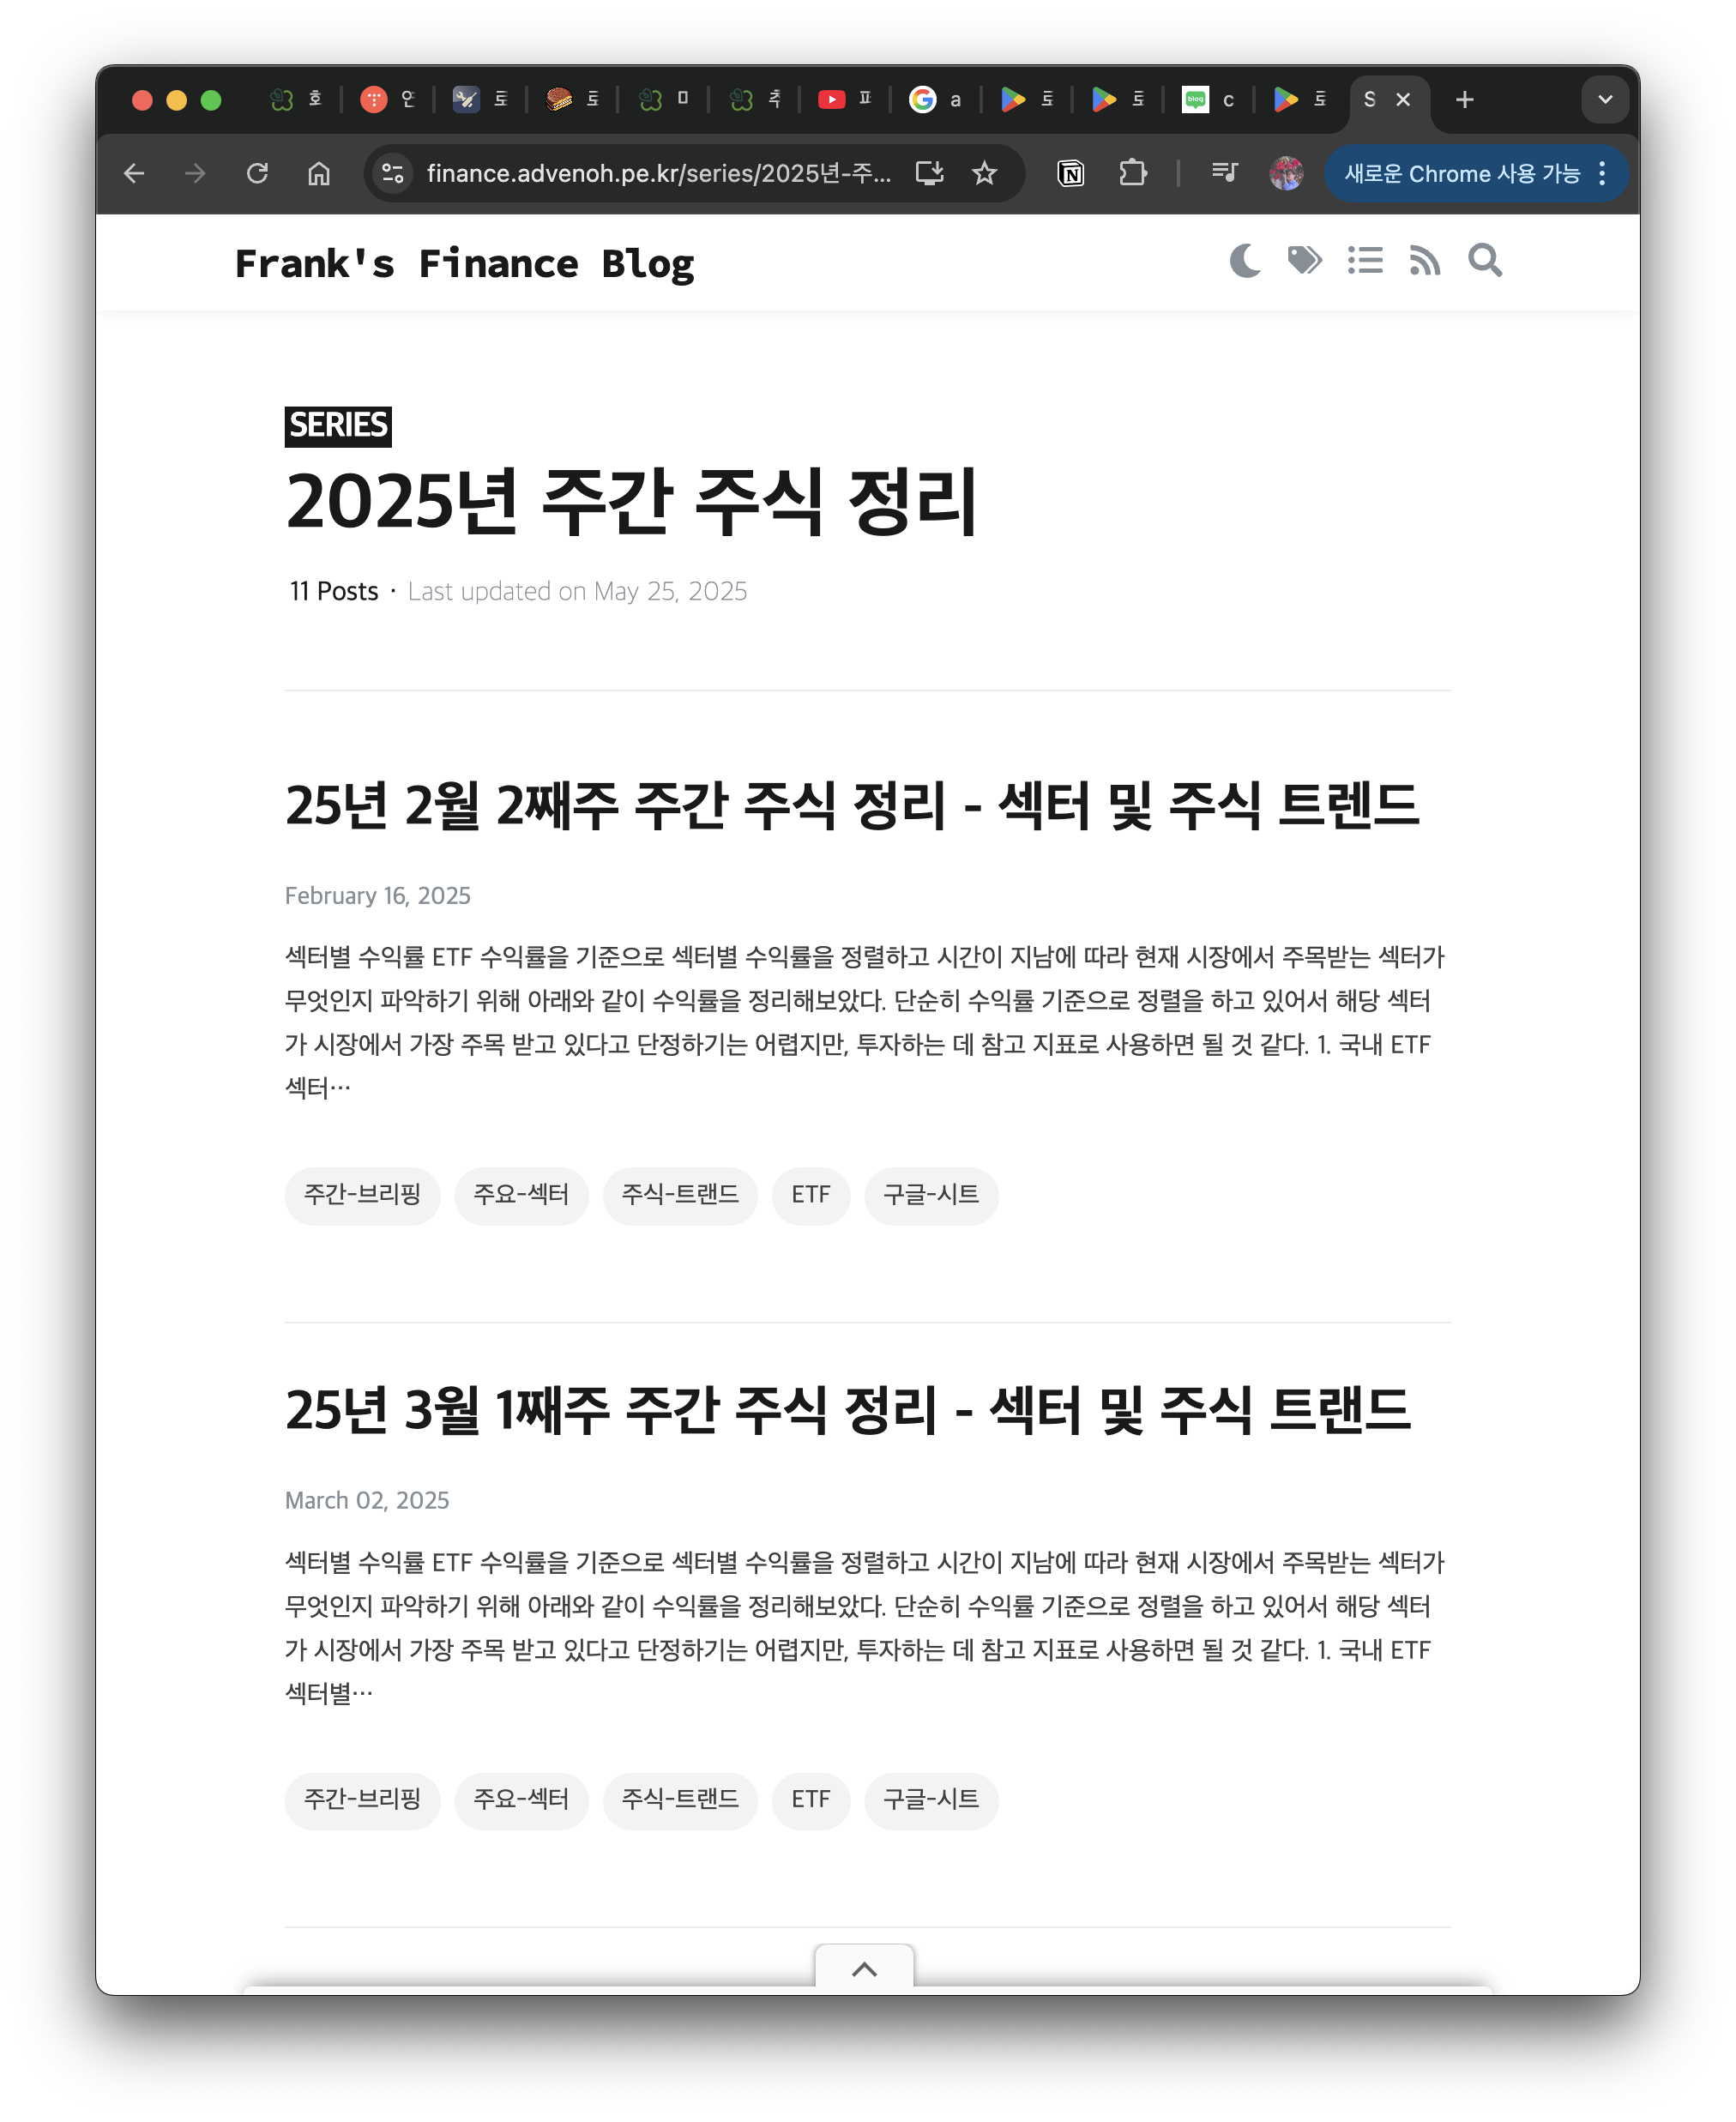 호
인
도
도
미
추
피
a
도
도
c
도
S
finance.advenoh.pe.kr/series/2025년-주...
새로운 Chrome 사용 가능
Frank's Finance Blog
SERIES
2025년 주간 주식 정리
11 Posts · Last updated on May 25, 2025
25년 2월 2째주 주간 주식 정리 - 섹터 및 주식 트렌드
February 16, 2025
섹터별 수익률 ETF 수익률을 기준으로 섹터별 수익률을 정렬하고 시간이 지남에 따라 현재 시장에서 주목받는 섹터가
무엇인지 파악하기 위해 아래와 같이 수익률을 정리해보았다. 단순히 수익률 기준으로 정렬을 하고 있어서 해당 섹터
가 시장에서 가장 주목 받고 있다고 단정하기는 어렵지만, 투자하는 데 참고 지표로 사용하면 될 것 같다. 1. 국내 ETF
섹터…
주간-브리핑 주요-섹터 주식-트랜드 ETF 구글-시트
25년 3월 1째주 주간 주식 정리 - 섹터 및 주식 트랜드
March 02, 2025
섹터별 수익률 ETF 수익률을 기준으로 섹터별 수익률을 정렬하고 시간이 지남에 따라 현재 시장에서 주목받는 섹터가
무엇인지 파악하기 위해 아래와 같이 수익률을 정리해보았다. 단순히 수익률 기준으로 정렬을 하고 있어서 해당 섹터
가 시장에서 가장 주목 받고 있다고 단정하기는 어렵지만, 투자하는 데 참고 지표로 사용하면 될 것 같다. 1. 국내 ETF
섹터별…
주간-브리핑 주요-섹터 주식-트랜드 ETF 구글-시트